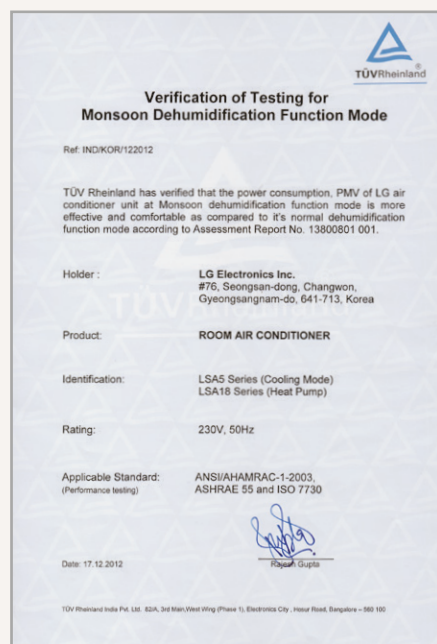 TÜVRheinland®
Verification of Testing for
Monsoon Dehumidification Function Mode
Ref: IND/KOR/122012
TÜV Rheinland has verified that the power consumption, PMV of LG air
conditioner unit at Monsoon dehumidification function mode is more
effective and comfortable as compared to it's normal dehumidification
function mode according to Assessment Report No. 13800801 001.
Holder : LG Electronics Inc.
#76, Seongsan-dong, Changwon,
Gyeongsangnam-do, 641-713, Korea
TÜVRheinland
Product: ROOM AIR CONDITIONER
Identification: LSA5 Series (Cooling Mode)
LSA18 Series (Heat Pump)
Rating: 230V, 50Hz
Applicable Standard: ANSI/AHAMRAC-1-2003,
(Performance testing) ASHRAE 55 and ISO 7730
Date: 17.12.2012 Rajesh Gupta
TÜV Rheinland India Pvt. Ltd. 82/A, 3rd Main,West Wing (Phase 1), Electronics City , Hosur Road, Bangalore – 560 100